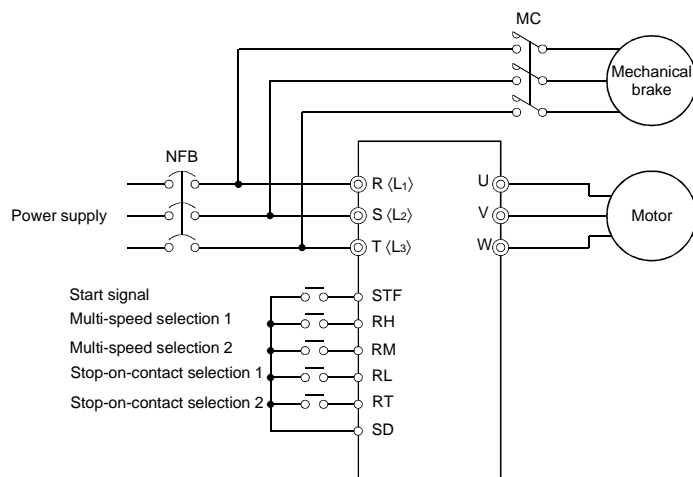 MC
Mechanical
brake
NFB
Power supply
R ⟨L₁⟩
S ⟨L₂⟩
T ⟨L₃⟩
U
V
W
Motor
Start signal
Multi-speed selection 1
Multi-speed selection 2
Stop-on-contact selection 1
Stop-on-contact selection 2
STF
RH
RM
RL
RT
SD